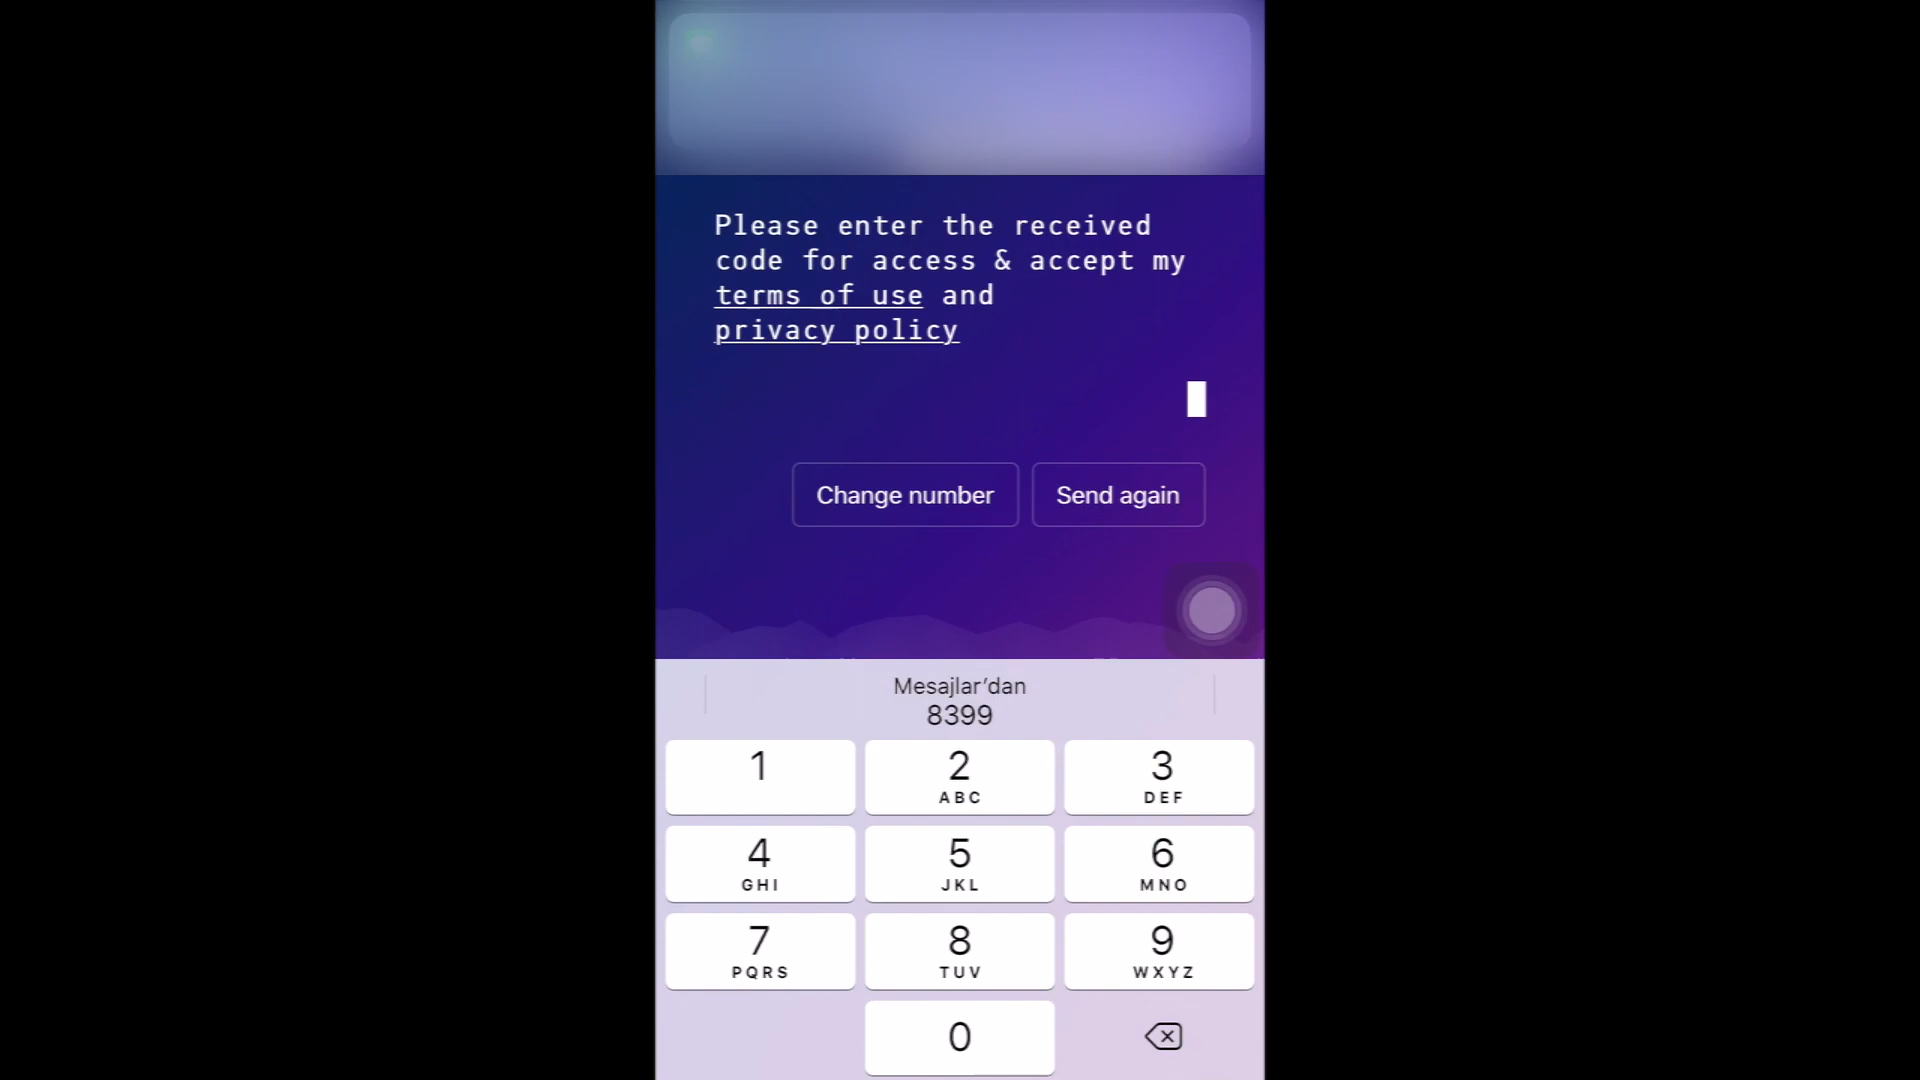 Please enter the received
code for access & accept my
terms of use and
privacy policy
Change number
Send again
Mesajlar’dan
8399
1
2
ABC
3
DEF
4
GHI
5
JKL
6
MNO
7
PQRS
8
TUV
9
WXYZ
0